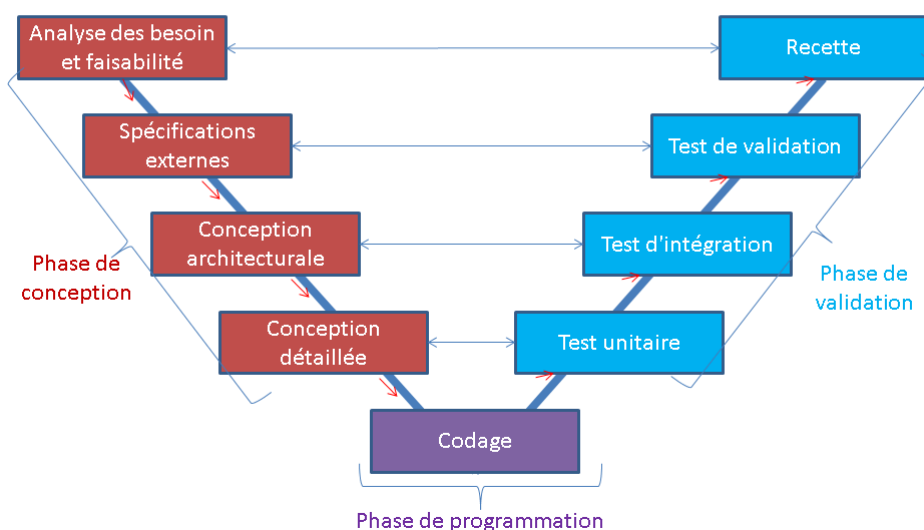 Analyse des besoin
et faisabilité
Recette
Spécifications
externes
Test de validation
Conception
architecturale
Test d'intégration
Phase de
conception
Phase de
validation
Conception
détaillée
Test unitaire
Codage
Phase de programmation